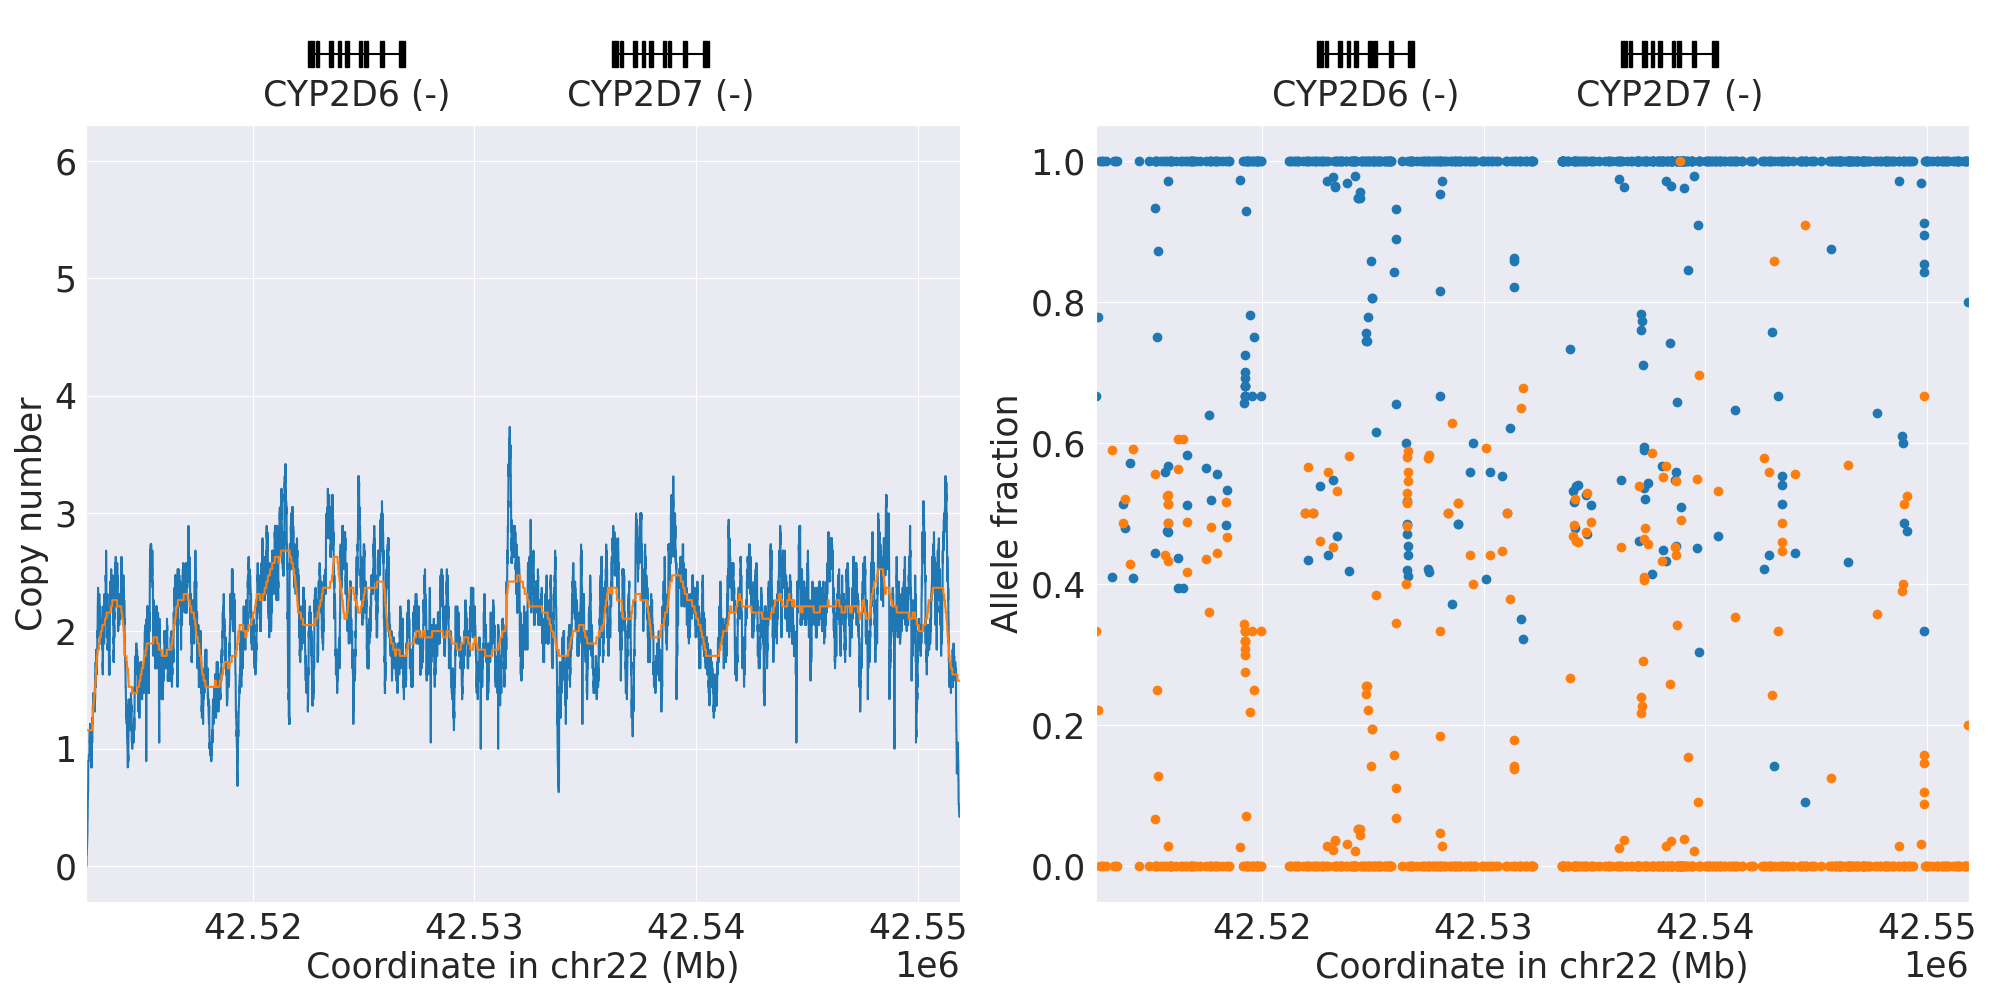 CYP2D6 (-) CYP2D7 (-)
6
5
4
3
2
1
0
Copy number
42.52 42.53 42.54 42.55
Coordinate in chr22 (Mb) 1e6
CYP2D6 (-) CYP2D7 (-)
1.0
0.8
0.6
0.4
0.2
0.0
Allele fraction
42.52 42.53 42.54 42.55
Coordinate in chr22 (Mb) 1e6